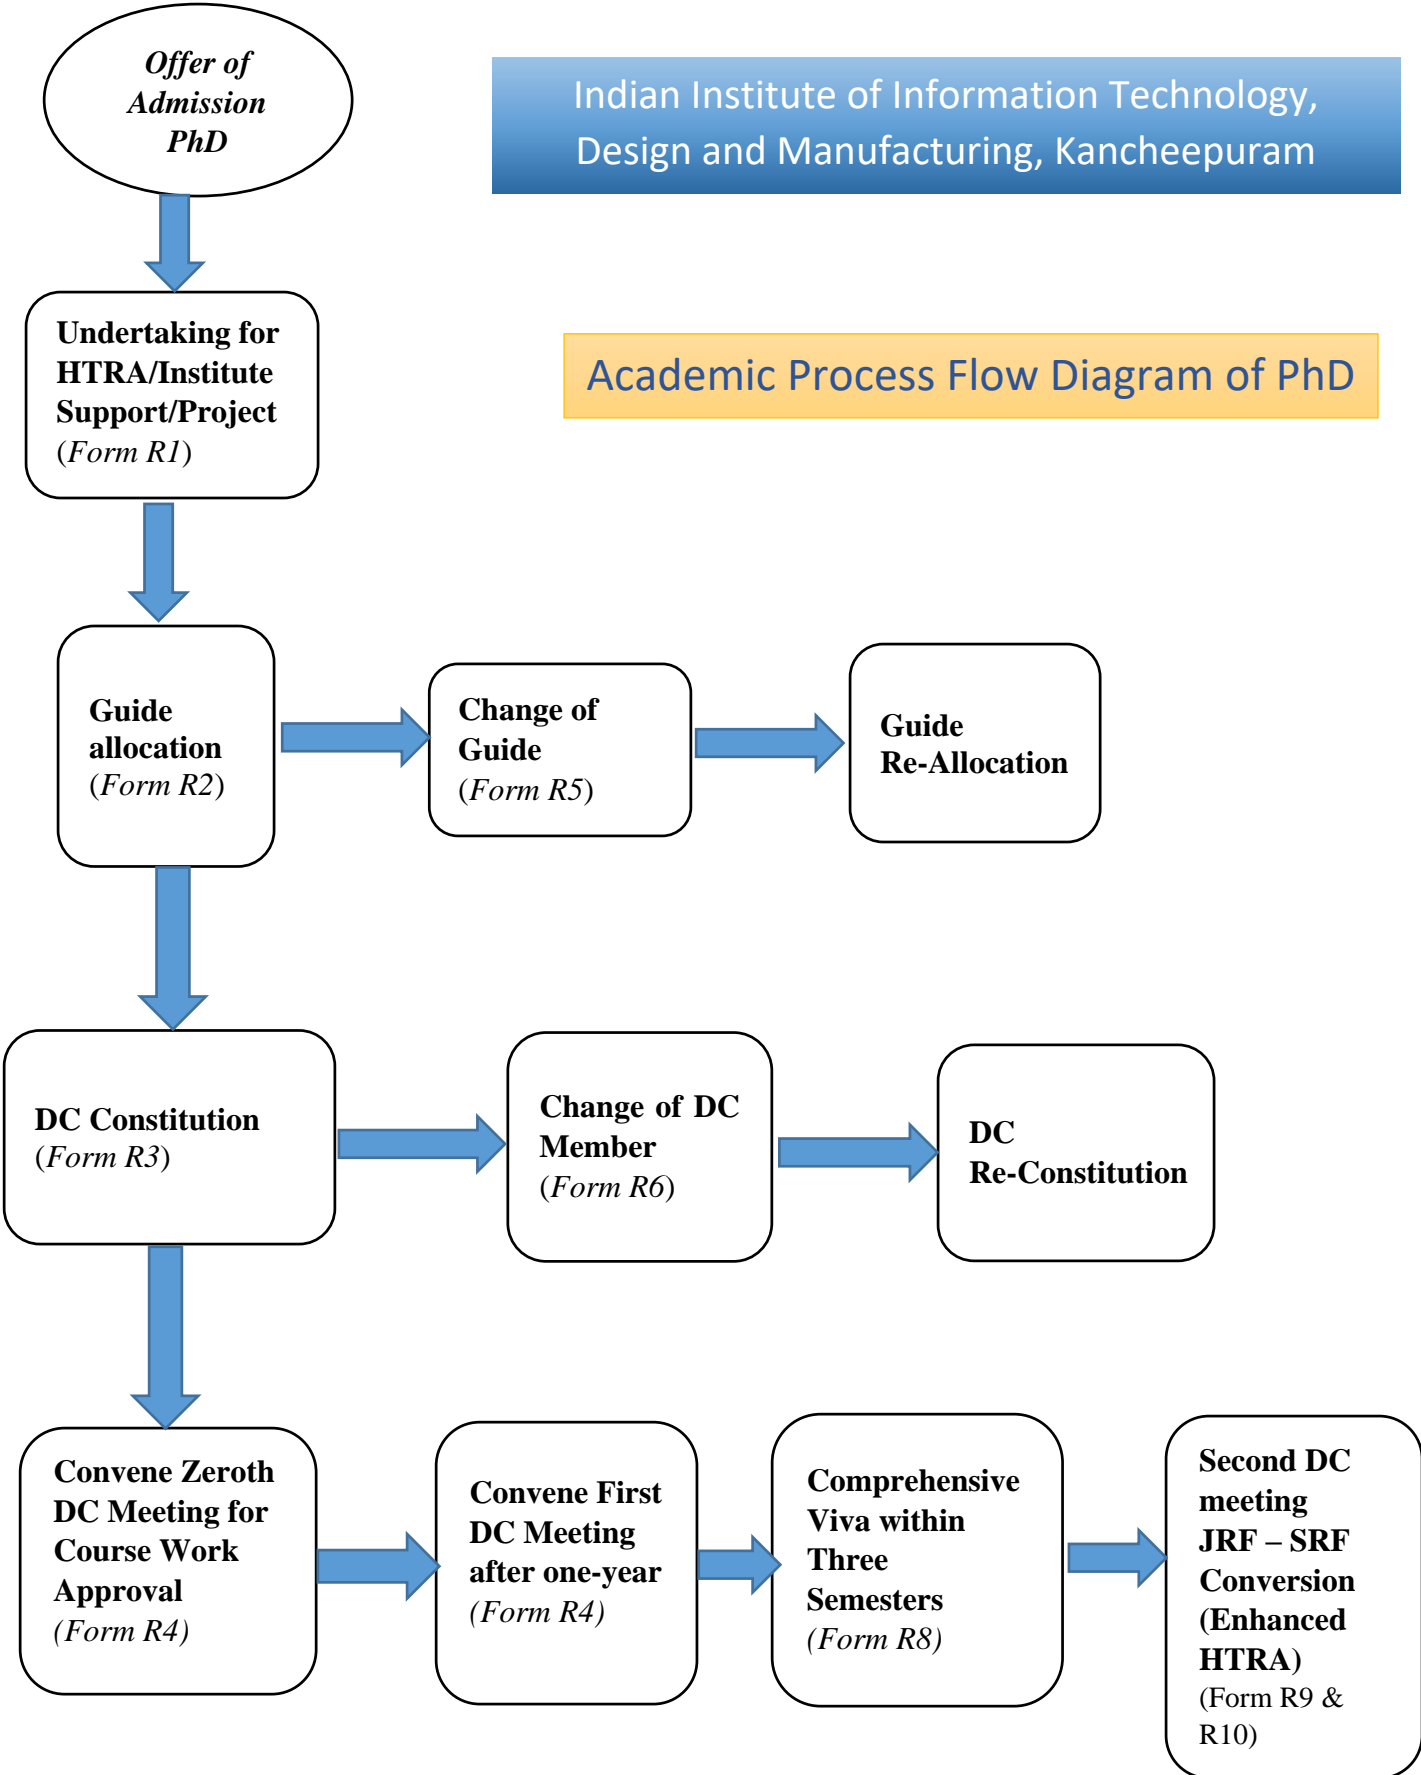 Offer of
Admission
PhD
Indian Institute of Information Technology,
Design and Manufacturing, Kancheepuram
Undertaking for
HTRA/Institute
Support/Project
(Form R1)
Academic Process Flow Diagram of PhD
Guide
allocation
(Form R2)
Change of
Guide
(Form R5)
Guide
Re-Allocation
DC Constitution
(Form R3)
Change of DC
Member
(Form R6)
DC
Re-Constitution
Convene Zeroth
DC Meeting for
Course Work
Approval
(Form R4)
Convene First
DC Meeting
after one-year
(Form R4)
Comprehensive
Viva within
Three
Semesters
(Form R8)
Second DC
meeting
JRF – SRF
Conversion
(Enhanced
HTRA)
(Form R9 &
R10)